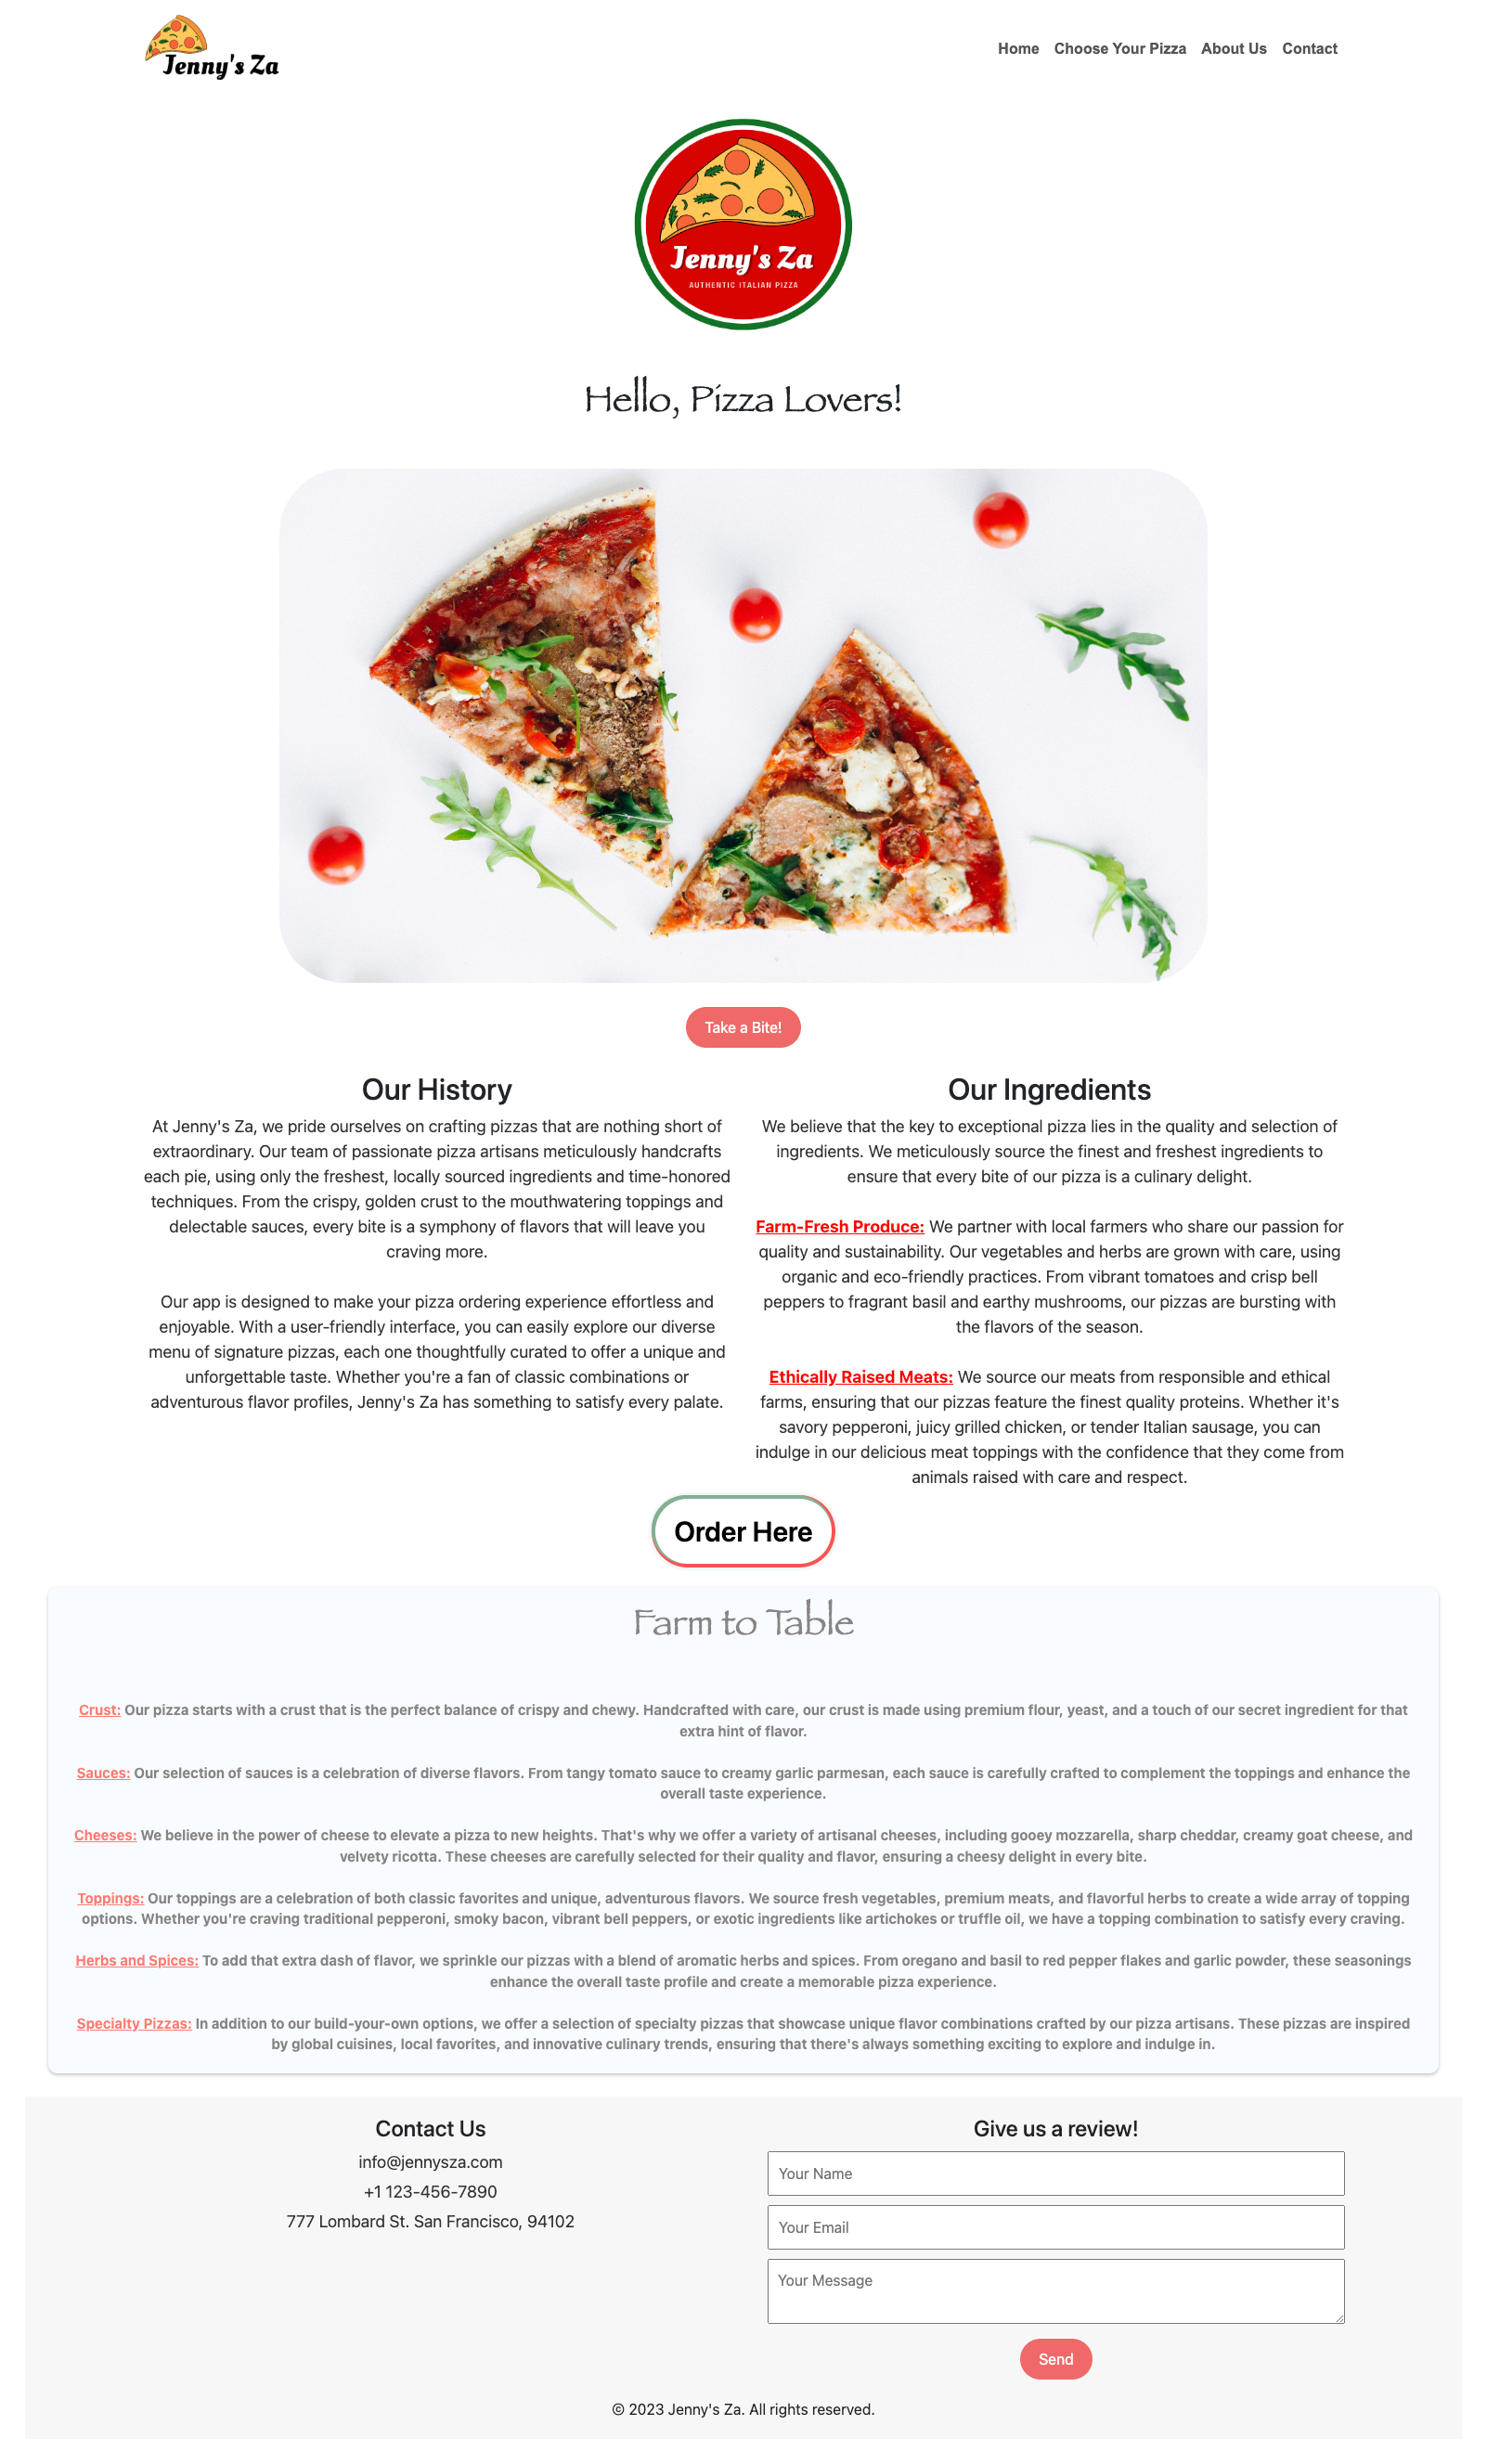 Jenny's Za
Home Choose Your Pizza About Us Contact
Jenny's Za
AUTHENTIC ITALIAN PIZZA
Hello, Pizza Lovers!
Take a Bite!
Our History
At Jenny's Za, we pride ourselves on crafting pizzas that are nothing short of
extraordinary. Our team of passionate pizza artisans meticulously handcrafts
each pie, using only the freshest, locally sourced ingredients and time-honored
techniques. From the crispy, golden crust to the mouthwatering toppings and
delectable sauces, every bite is a symphony of flavors that will leave you
craving more.
Our app is designed to make your pizza ordering experience effortless and
enjoyable. With a user-friendly interface, you can easily explore our diverse
menu of signature pizzas, each one thoughtfully curated to offer a unique and
unforgettable taste. Whether you're a fan of classic combinations or
adventurous flavor profiles, Jenny's Za has something to satisfy every palate.
Our Ingredients
We believe that the key to exceptional pizza lies in the quality and selection of
ingredients. We meticulously source the finest and freshest ingredients to
ensure that every bite of our pizza is a culinary delight.
Farm-Fresh Produce: We partner with local farmers who share our passion for
quality and sustainability. Our vegetables and herbs are grown with care, using
organic and eco-friendly practices. From vibrant tomatoes and crisp bell
peppers to fragrant basil and earthy mushrooms, our pizzas are bursting with
the flavors of the season.
Ethically Raised Meats: We source our meats from responsible and ethical
farms, ensuring that our pizzas feature the finest quality proteins. Whether it's
savory pepperoni, juicy grilled chicken, or tender Italian sausage, you can
indulge in our delicious meat toppings with the confidence that they come from
animals raised with care and respect.
Order Here
Farm to Table
Crust: Our pizza starts with a crust that is the perfect balance of crispy and chewy. Handcrafted with care, our crust is made using premium flour, yeast, and a touch of our secret ingredient for that
extra hint of flavor.
Sauces: Our selection of sauces is a celebration of diverse flavors. From tangy tomato sauce to creamy garlic parmesan, each sauce is carefully crafted to complement the toppings and enhance the
overall taste experience.
Cheeses: We believe in the power of cheese to elevate a pizza to new heights. That's why we offer a variety of artisanal cheeses, including gooey mozzarella, sharp cheddar, creamy goat cheese, and
velvety ricotta. These cheeses are carefully selected for their quality and flavor, ensuring a cheesy delight in every bite.
Toppings: Our toppings are a celebration of both classic favorites and unique, adventurous flavors. We source fresh vegetables, premium meats, and flavorful herbs to create a wide array of topping
options. Whether you're craving traditional pepperoni, smoky bacon, vibrant bell peppers, or exotic ingredients like artichokes or truffle oil, we have a topping combination to satisfy every craving.
Herbs and Spices: To add that extra dash of flavor, we sprinkle our pizzas with a blend of aromatic herbs and spices. From oregano and basil to red pepper flakes and garlic powder, these seasonings
enhance the overall taste profile and create a memorable pizza experience.
Specialty Pizzas: In addition to our build-your-own options, we offer a selection of specialty pizzas that showcase unique flavor combinations crafted by our pizza artisans. These pizzas are inspired
by global cuisines, local favorites, and innovative culinary trends, ensuring that there's always something exciting to explore and indulge in.
Contact Us
info@jennysza.com
+1 123-456-7890
777 Lombard St. San Francisco, 94102
Give us a review!
Your Name
Your Email
Your Message
Send
© 2023 Jenny's Za. All rights reserved.